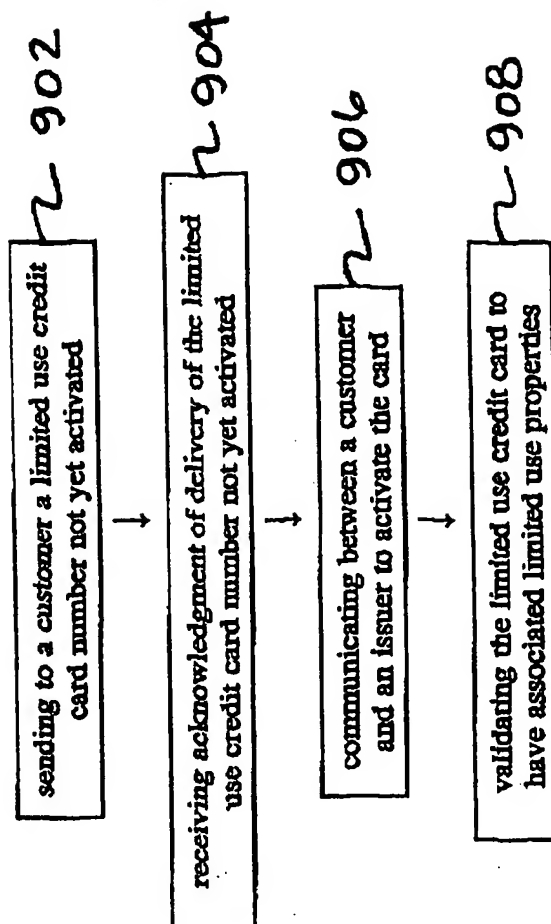 sending to a customer a limited use credit
card number not yet activated
902
receiving acknowledgment of delivery of the limited
use credit card number not yet activated
904
communicating between a customer
and an issuer to activate the card
906
validating the limited use credit card to
have associated limited use properties
908